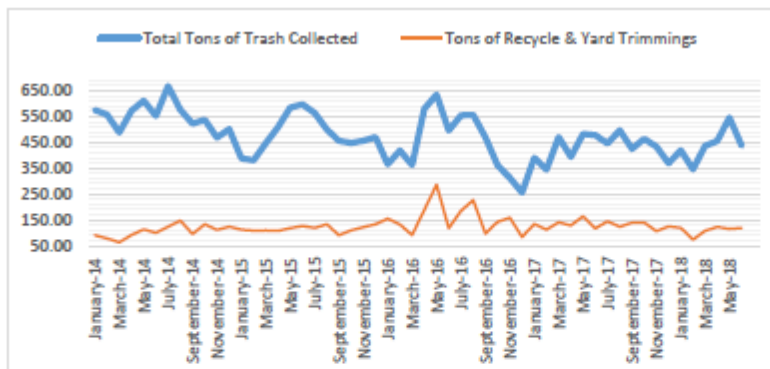 Total Tons of Trash Collected
Tons of Recycle & Yard Trimmings
650.00
550.00
450.00
350.00
250.00
150.00
50.00
January-14
March-14
May-14
July-14
September-14
November-14
January-15
March-15
May-15
July-15
September-15
November-15
January-16
March-16
May-16
July-16
September-16
November-16
January-17
March-17
May-17
July-17
September-17
November-17
January-18
March-18
May-18